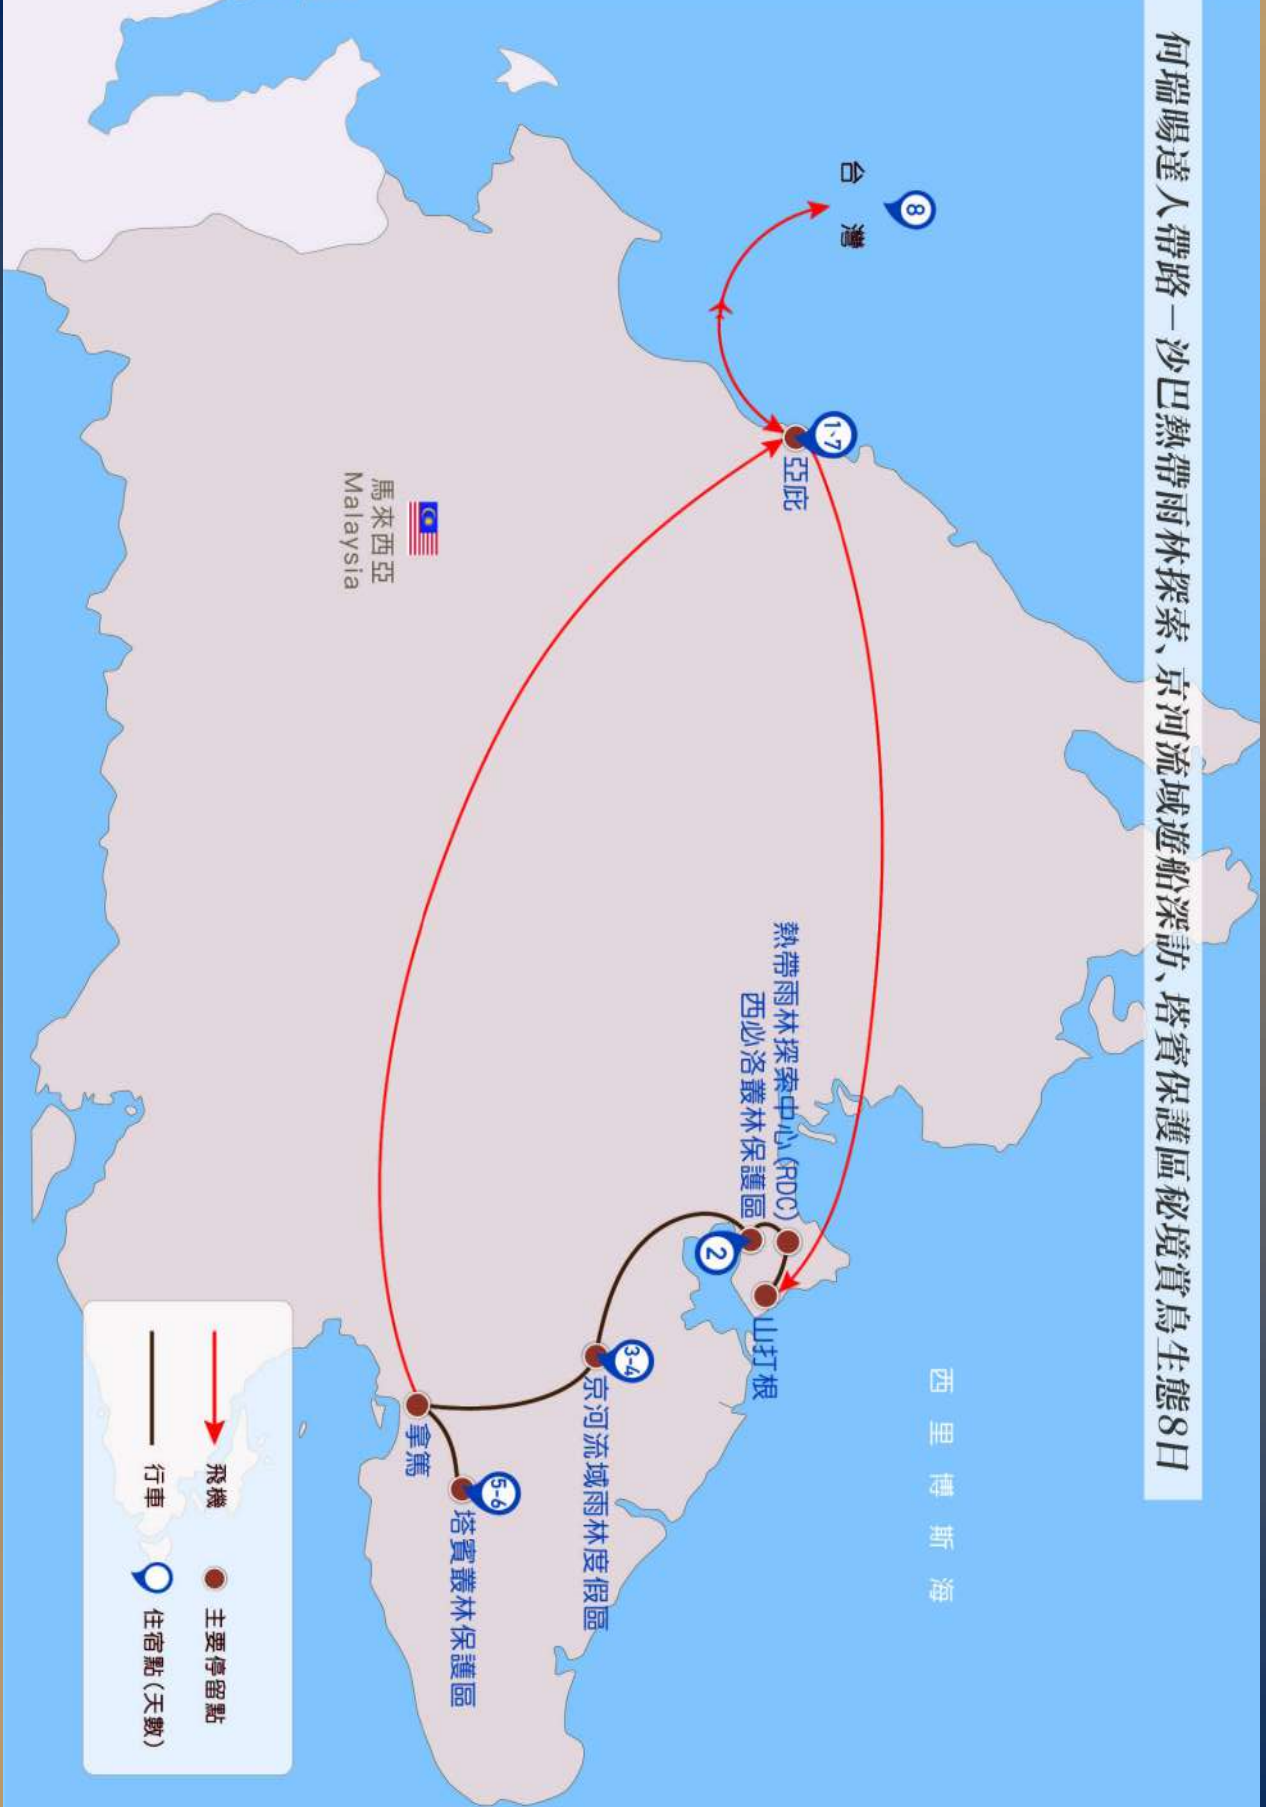 何瑞暘達人帶路－沙巴熱帶雨林探索、京河流域遊船深訪、塔賓保護區秘境賞鳥生態8日
8
台灣
1、7
亞庇
馬來西亞
Malaysia
熱帶雨林探索中心(RDC)
西必洛叢林保護區
2
山打根
西里博斯海
3-4
京河流域雨林度假區
拿篤
5-6
塔賓叢林保護區
飛機
主要停留點
行車
住宿點(天數)